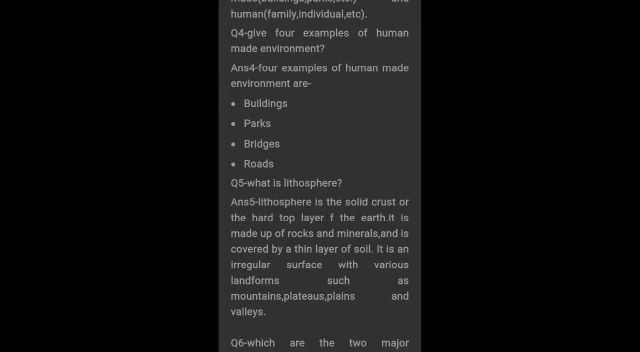 human(family,individual,etc).
Q4-give four examples of human
made environment?
Ans4-four examples of human made
environment are-
• Buildings
• Parks
• Bridges
• Roads
Q5-what is lithosphere?
Ans5-lithosphere is the solid crust or
the hard top layer f the earth.it is
made up of rocks and minerals,and is
covered by a thin layer of soil. It is an
irregular surface with various
landforms such as
mountains,plateaus,plains and
valleys.
Q6-which are the two major